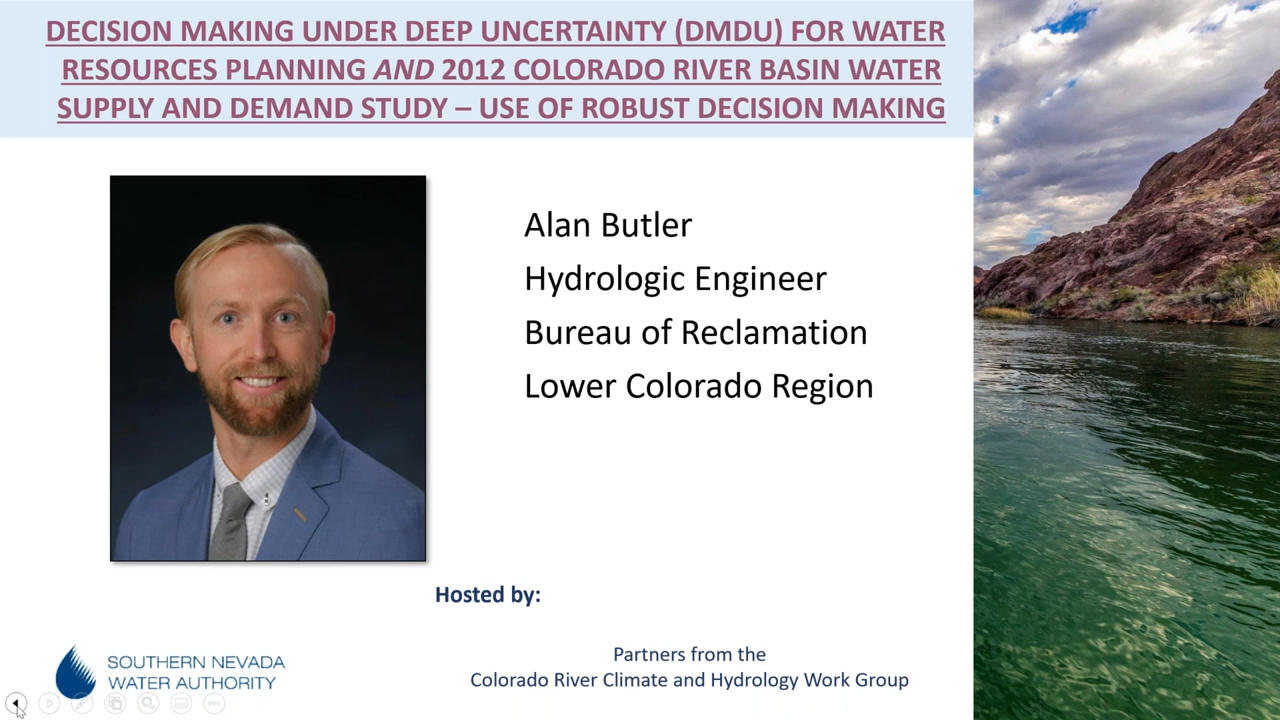 DECISION MAKING UNDER DEEP UNCERTAINTY (DMDU) FOR WATER
RESOURCES PLANNING AND 2012 COLORADO RIVER BASIN WATER
SUPPLY AND DEMAND STUDY – USE OF ROBUST DECISION MAKING
Alan Butler
Hydrologic Engineer
Bureau of Reclamation
Lower Colorado Region
Hosted by:
SOUTHERN NEVADA
WATER AUTHORITY
Partners from the
Colorado River Climate and Hydrology Work Group